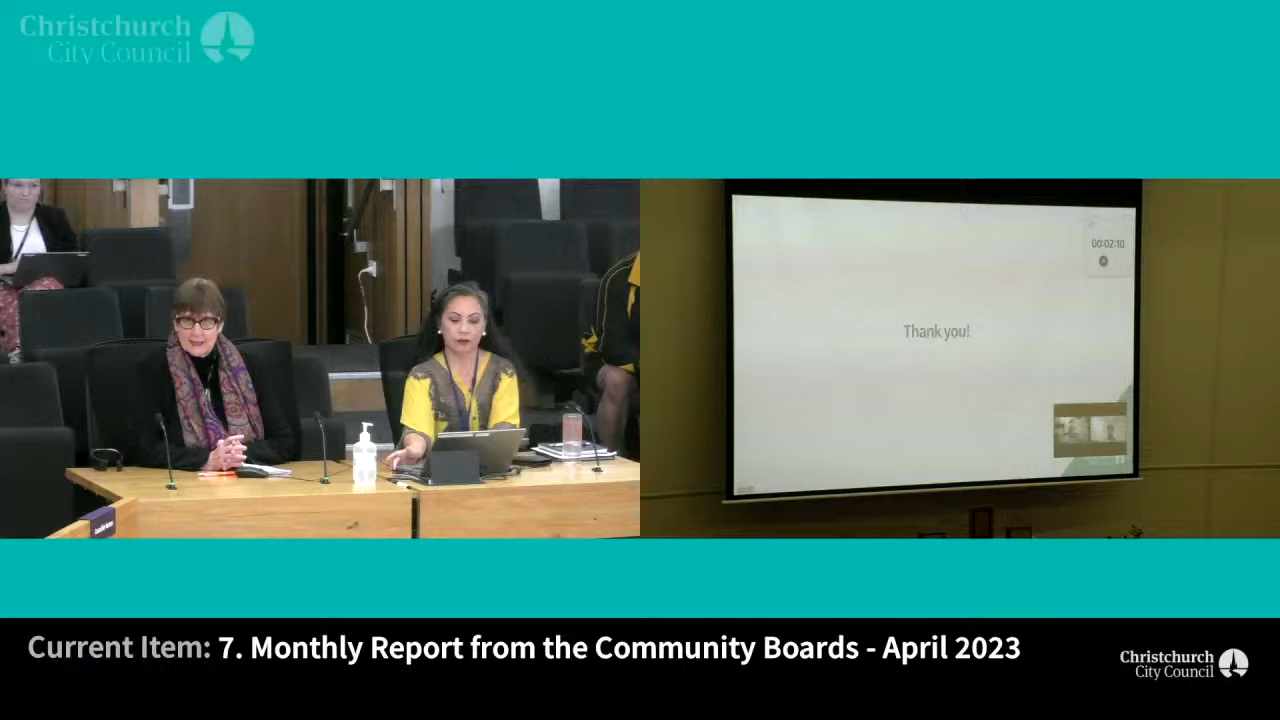 Christchurch
City Council
00:02:10
Thank you!
Current Item: 7. Monthly Report from the Community Boards - April 2023
Christchurch
City Council